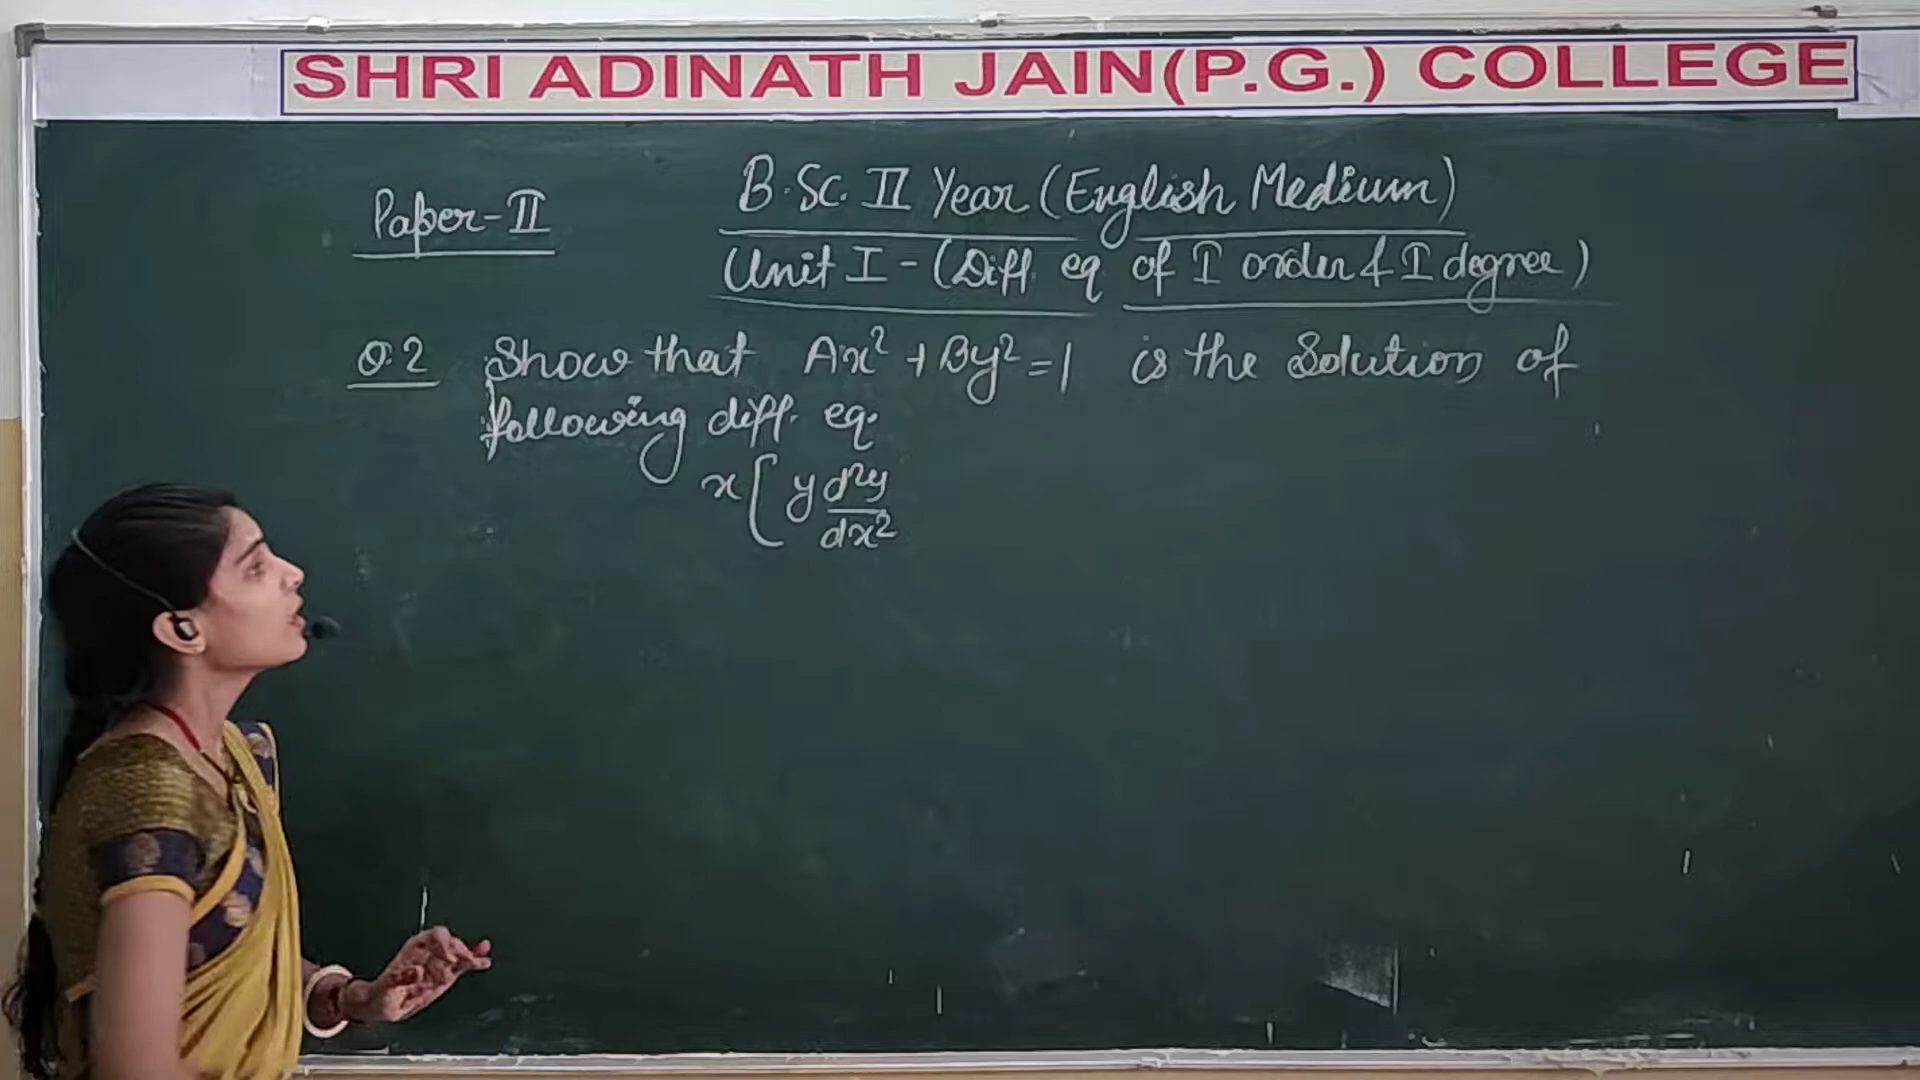 SHRI ADINATH JAIN(P.G.) COLLEGE
Paper-II
B.Sc. II Year (English Medium)
Unit I - (Diff. eq of I order & I degree)
Q.2 Show that Ax² + By² = 1 is the Solution of
following diff. eq.
x [ y d²y/dx²